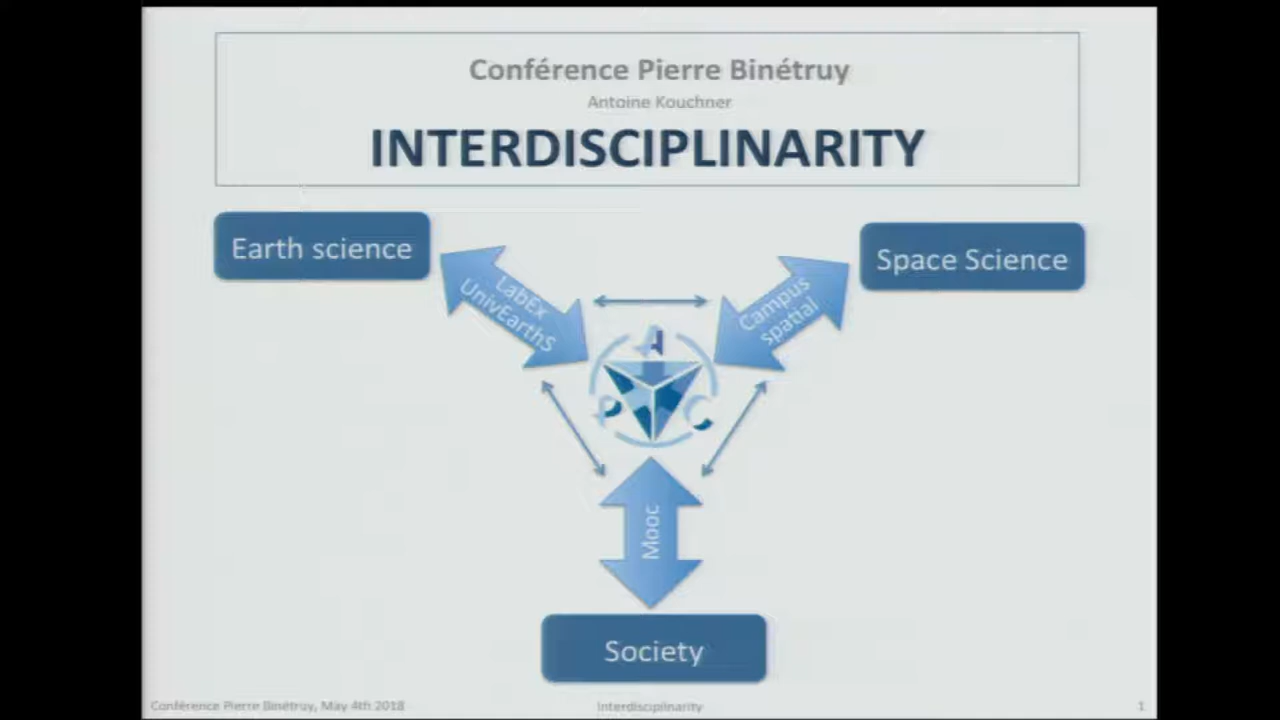 Conférence Pierre Binétruy
Antoine Kouchner
INTERDISCIPLINARITY
Earth science
Space Science
LabEx
UnivEarthS
Campus
spatial
A
P
C
Mooc
Society
Conférence Pierre Binétruy, May 4th 2018
Interdisciplinarity
1